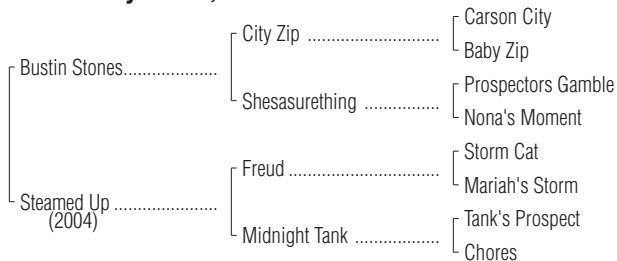 Carson City
City Zip
Baby Zip
Bustin Stones
Prospectors Gamble
Shesasurething
Nona's Moment
Storm Cat
Freud
Mariah's Storm
Steamed Up
(2004)
Tank's Prospect
Midnight Tank
Chores